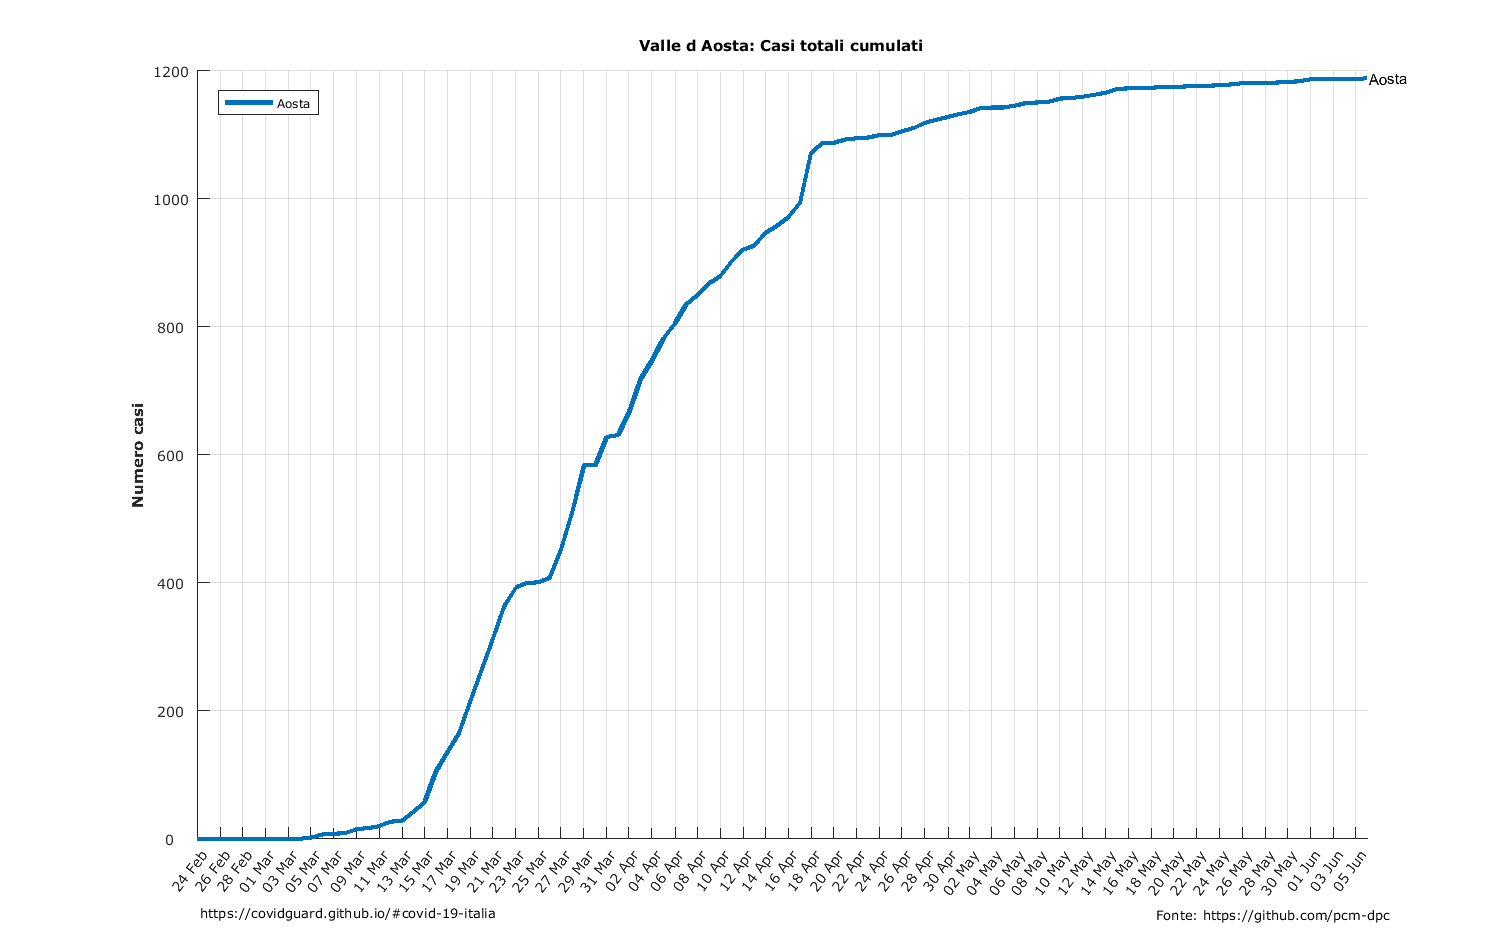 Valle d Aosta: Casi totali cumulati
1200
1000
800
600
400
200
0
Numero casi
Aosta
Aosta
24 Feb
26 Feb
28 Feb
01 Mar
03 Mar
05 Mar
07 Mar
09 Mar
11 Mar
13 Mar
15 Mar
17 Mar
19 Mar
21 Mar
23 Mar
25 Mar
27 Mar
29 Mar
31 Mar
02 Apr
04 Apr
06 Apr
08 Apr
10 Apr
12 Apr
14 Apr
16 Apr
18 Apr
20 Apr
22 Apr
24 Apr
26 Apr
28 Apr
30 Apr
02 May
04 May
06 May
08 May
10 May
12 May
14 May
16 May
18 May
20 May
22 May
24 May
26 May
28 May
30 May
01 Jun
03 Jun
05 Jun
https://covidguard.github.io/#covid-19-italia
Fonte: https://github.com/pcm-dpc